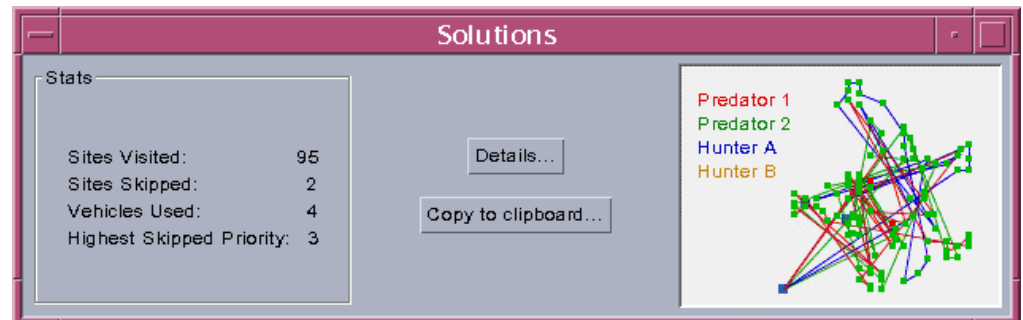 Solutions
Stats
Sites Visited: 95
Sites Skipped: 2
Vehicles Used: 4
Highest Skipped Priority: 3
Details...
Copy to clipboard...
Predator 1
Predator 2
Hunter A
Hunter B